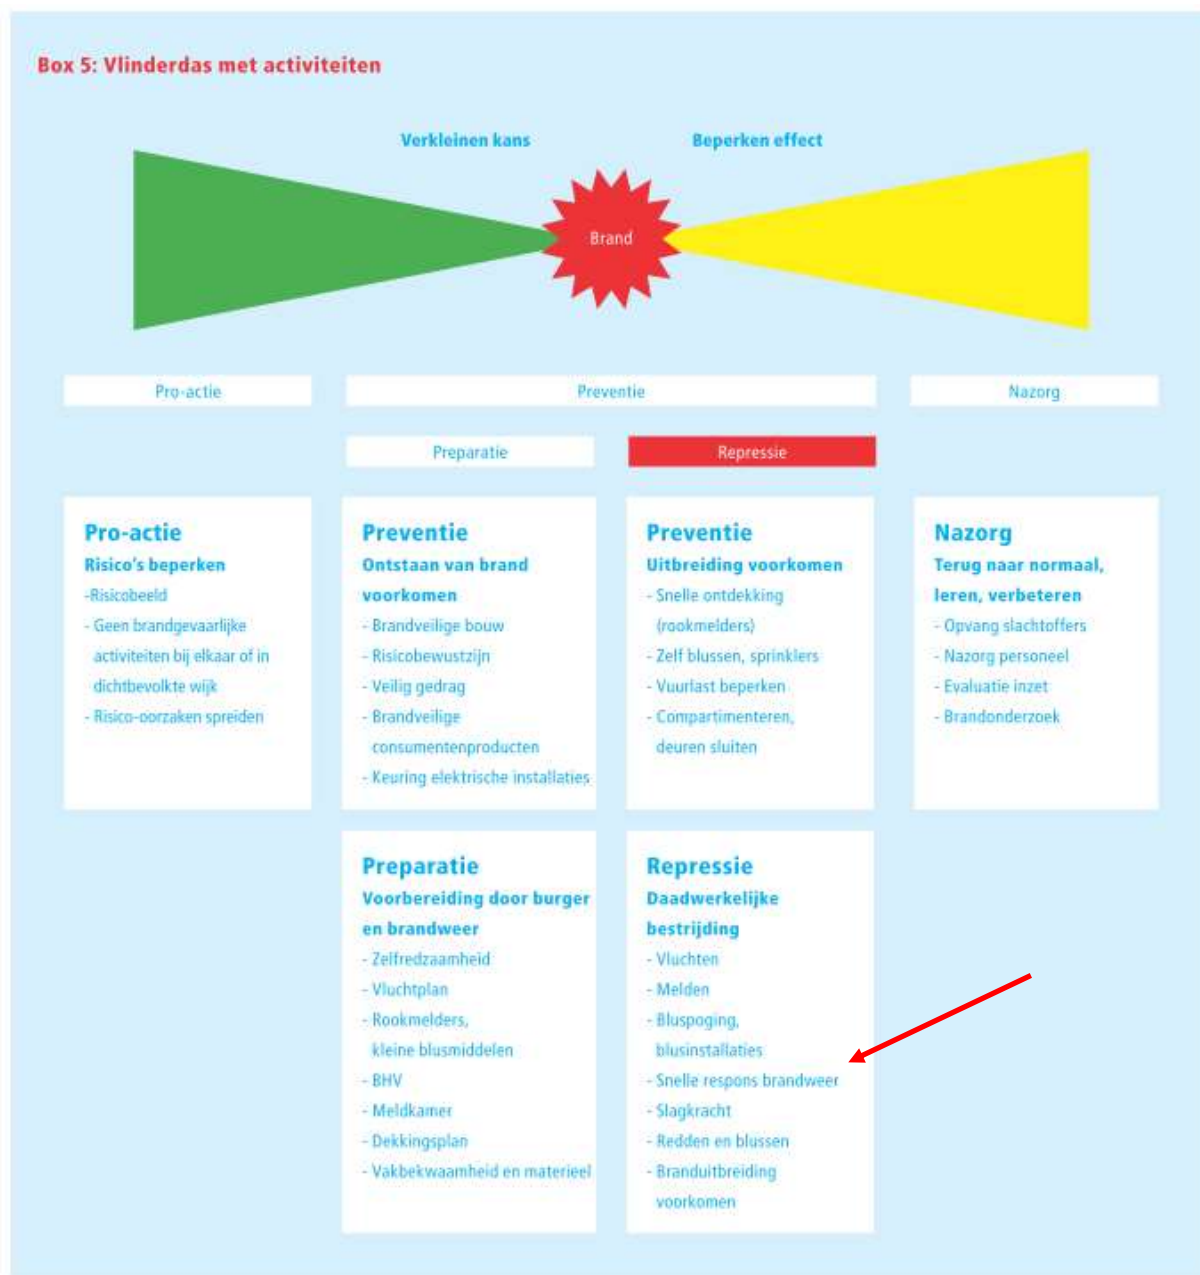 Box 5: Vlinderdas met activiteiten
Verkleinen kans
Beperken effect
Brand
Pro-actie
Preventie
Nazorg
Preparatie
Repressie
Pro-actie
Risico's beperken
-Risicobeeld
- Geen brandgevaarlijke
activiteiten bij elkaar of in
dichtbevolkte wijk
- Risico-oorzaken spreiden
Preventie
Ontstaan van brand
voorkomen
- Brandveilige bouw
- Risicobewustzijn
- Veilig gedrag
- Brandveilige
consumentenproducten
- Keuring elektrische installaties
Preventie
Uitbreiding voorkomen
- Snelle ontdekking
(rookmelders)
- Zelf blussen, sprinklers
- Vuurlast beperken
- Compartimenteren,
deuren sluiten
Nazorg
Terug naar normaal,
leren, verbeteren
- Opvang slachtoffers
- Nazorg personeel
- Evaluatie inzet
- Brandonderzoek
Preparatie
Voorbereiding door burger
en brandweer
- Zelfredzaamheid
- Vluchtplan
- Rookmelders,
kleine blusmiddelen
- BHV
- Meldkamer
- Dekkingsplan
- Vakbekwaamheid en materieel
Repressie
Daadwerkelijke
bestrijding
- Vluchten
- Melden
- Bluspoging,
blusinstallaties
- Snelle respons brandweer
- Slagkracht
- Redden en blussen
- Branduitbreiding
voorkomen